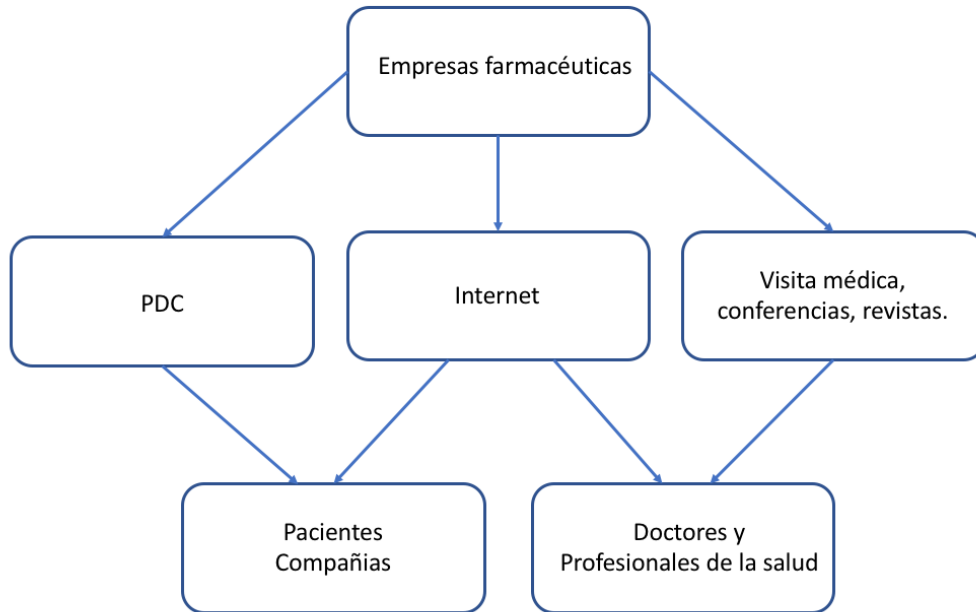 Empresas farmacéuticas
PDC
Internet
Visita médica,
conferencias, revistas.
Pacientes
Compañias
Doctores y
Profesionales de la salud